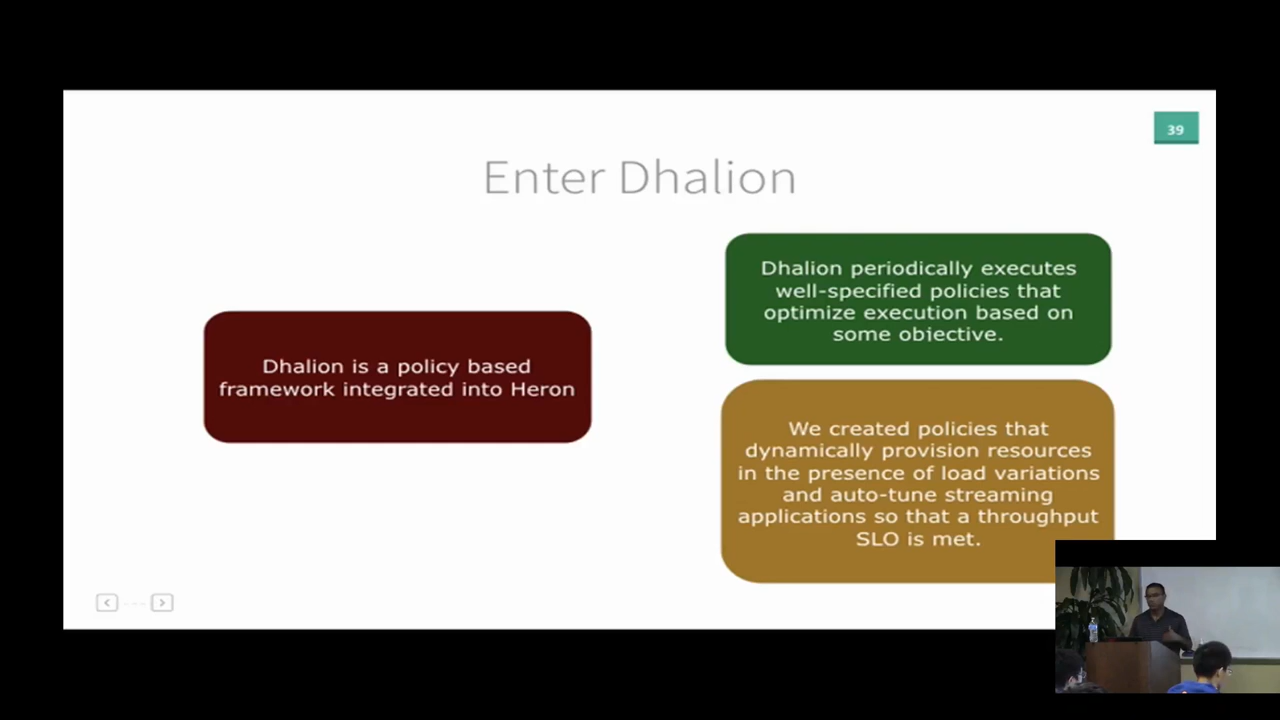 39
Enter Dhalion
Dhalion is a policy based
framework integrated into Heron
Dhalion periodically executes
well-specified policies that
optimize execution based on
some objective.
We created policies that
dynamically provision resources
in the presence of load variations
and auto-tune streaming
applications so that a throughput
SLO is met.